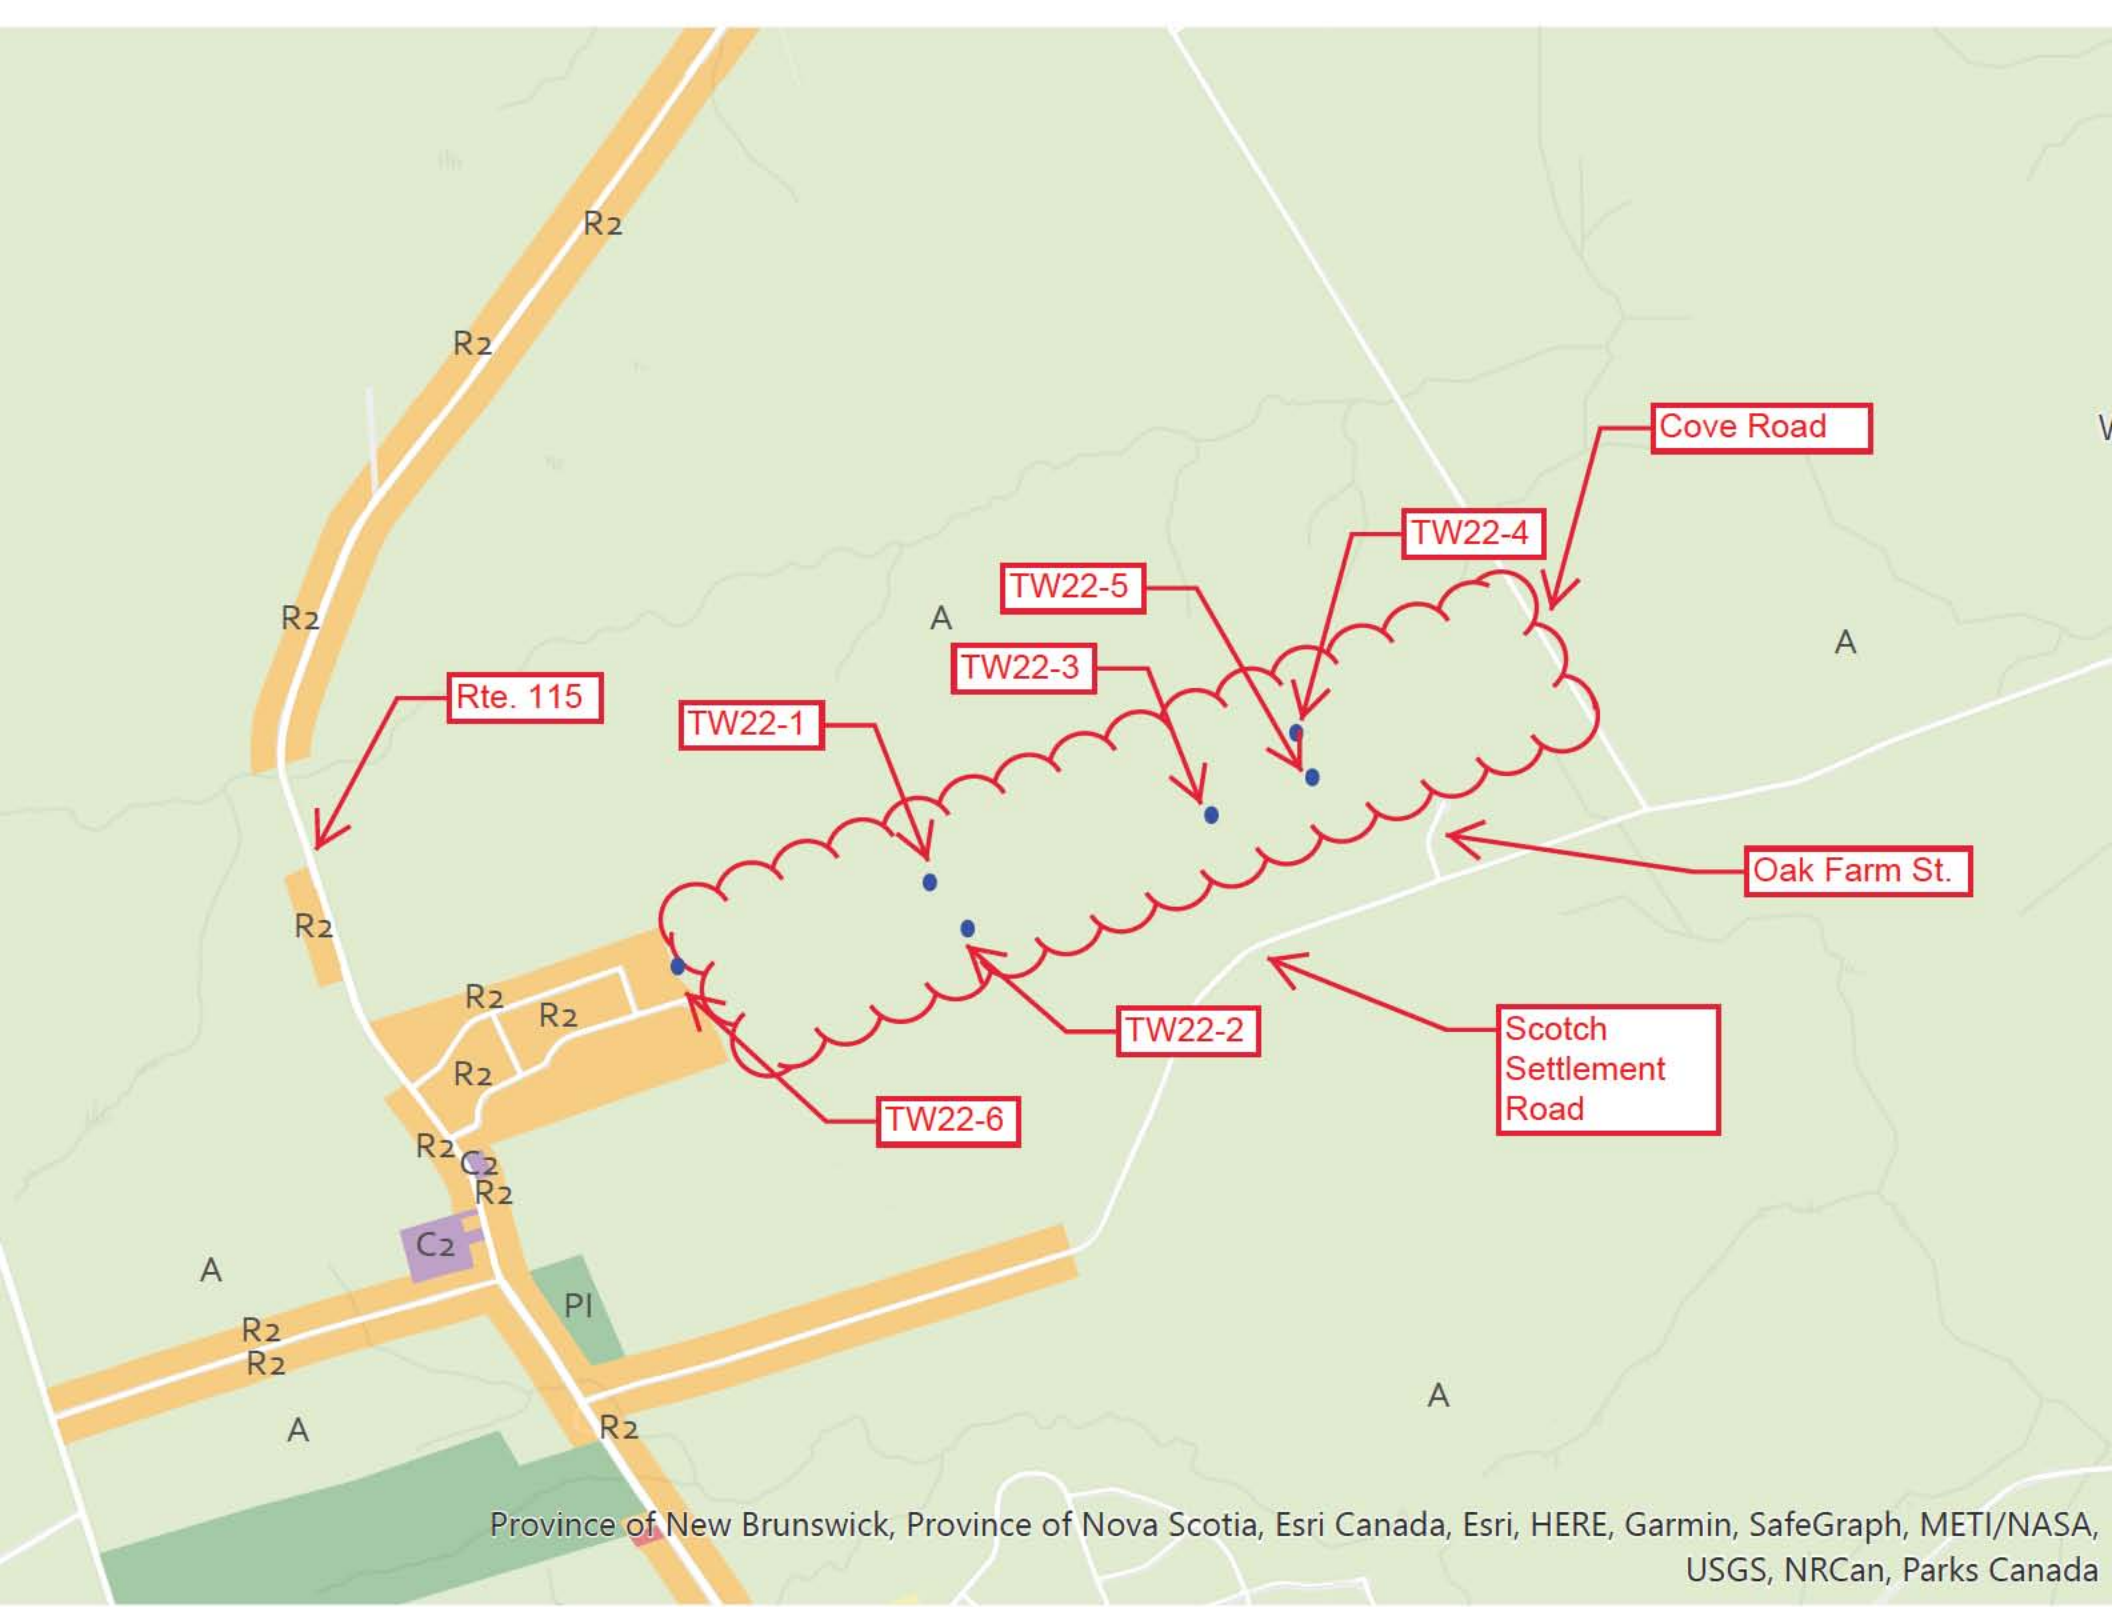 R2
R2
Cove Road
TW22-4
TW22-5
A
R2
A
TW22-3
Rte. 115
TW22-1
Oak Farm St.
R2
R2
R2
TW22-2
Scotch
Settlement
Road
R2
TW22-6
R2
C2
R2
C2
A
PI
R2
R2
A
A
R2
Province of New Brunswick, Province of Nova Scotia, Esri Canada, Esri, HERE, Garmin, SafeGraph, METI/NASA,
USGS, NRCan, Parks Canada